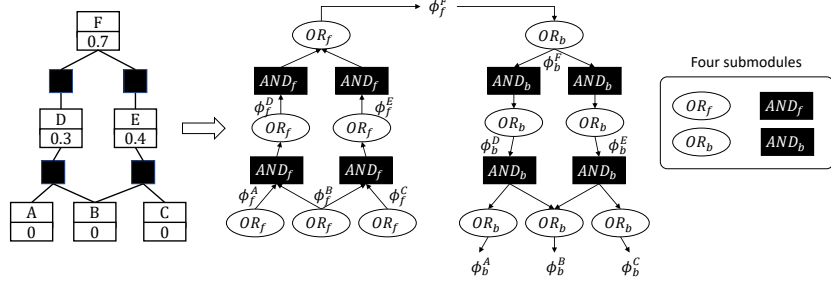 F
0.7
D
0.3
E
0.4
A
0
B
0
C
0
ϕ_f^F
OR_f
AND_f
AND_f
ϕ_f^D
ϕ_f^E
OR_f
OR_f
AND_f
AND_f
ϕ_f^A
ϕ_f^B
ϕ_f^C
OR_f
OR_f
OR_f
OR_b
ϕ_b^F
AND_b
AND_b
OR_b
OR_b
ϕ_b^D
ϕ_b^E
AND_b
AND_b
OR_b
OR_b
OR_b
ϕ_b^A
ϕ_b^B
ϕ_b^C
Four submodules
OR_f
AND_f
OR_b
AND_b